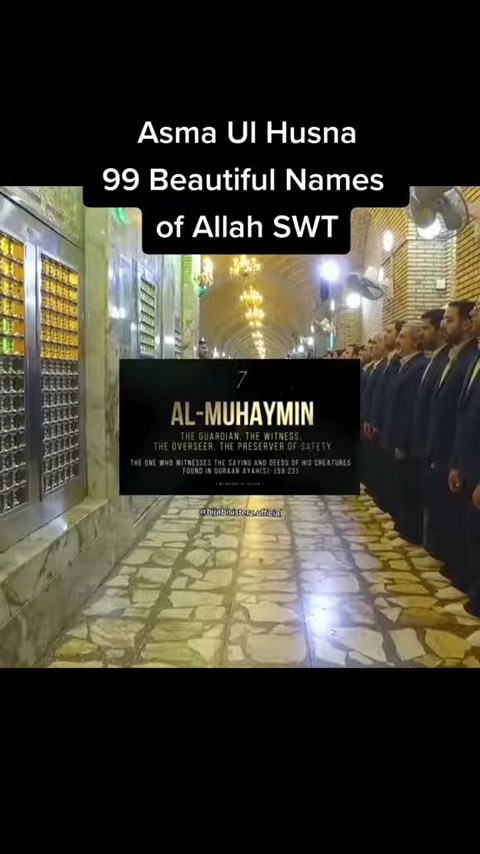 Asma Ul Husna
99 Beautiful Names
of Allah SWT
7
AL-MUHAYMIN
THE GUARDIAN, THE WITNESS,
THE OVERSEER, THE PRESERVER OF SAFETY
THE ONE WHO WITNESSES THE SAYING AND DEEDS OF HIS CREATURES
FOUND IN QURAAN AYAH(S): (59:23)
@hijabisisterz.official